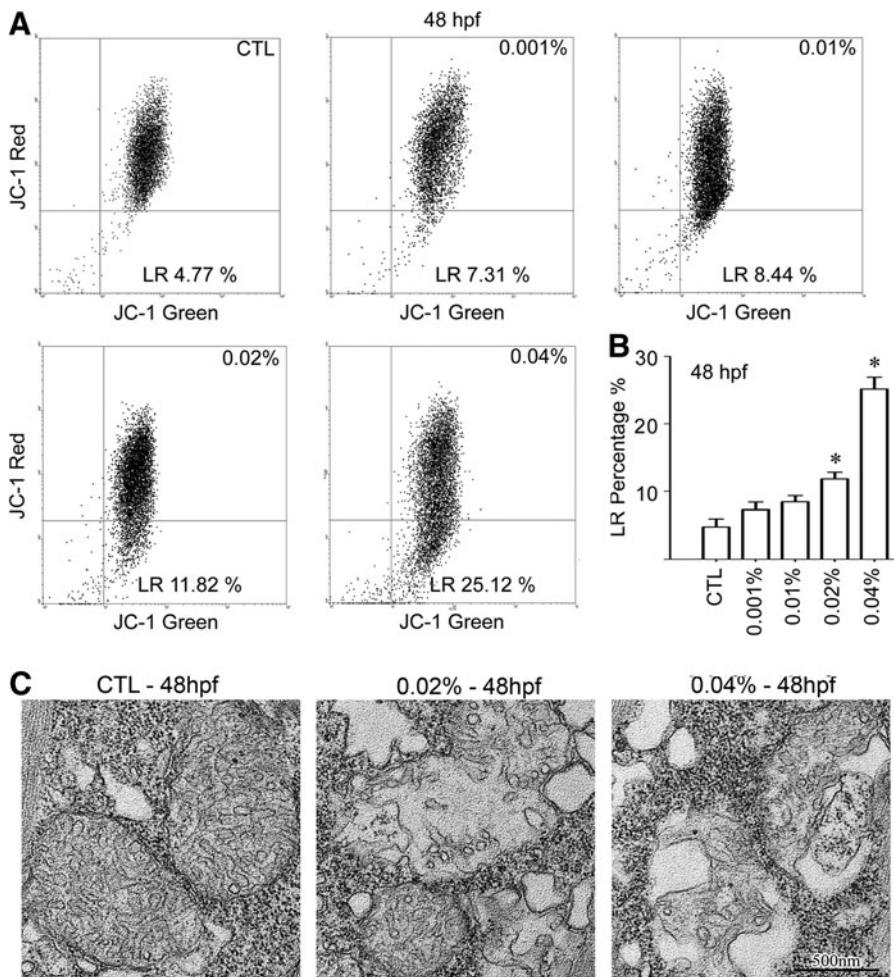 A
48 hpf
CTL
0.001%
0.01%
JC-1 Red
LR 4.77 %
LR 7.31 %
LR 8.44 %
JC-1 Green
JC-1 Green
JC-1 Green
0.02%
0.04%
JC-1 Red
LR 11.82 %
LR 25.12 %
JC-1 Green
JC-1 Green
B
48 hpf
LR Percentage %
30
20
10
*
*
CTL
0.001%
0.01%
0.02%
0.04%
C
CTL - 48hpf
0.02% - 48hpf
0.04% - 48hpf
500nm